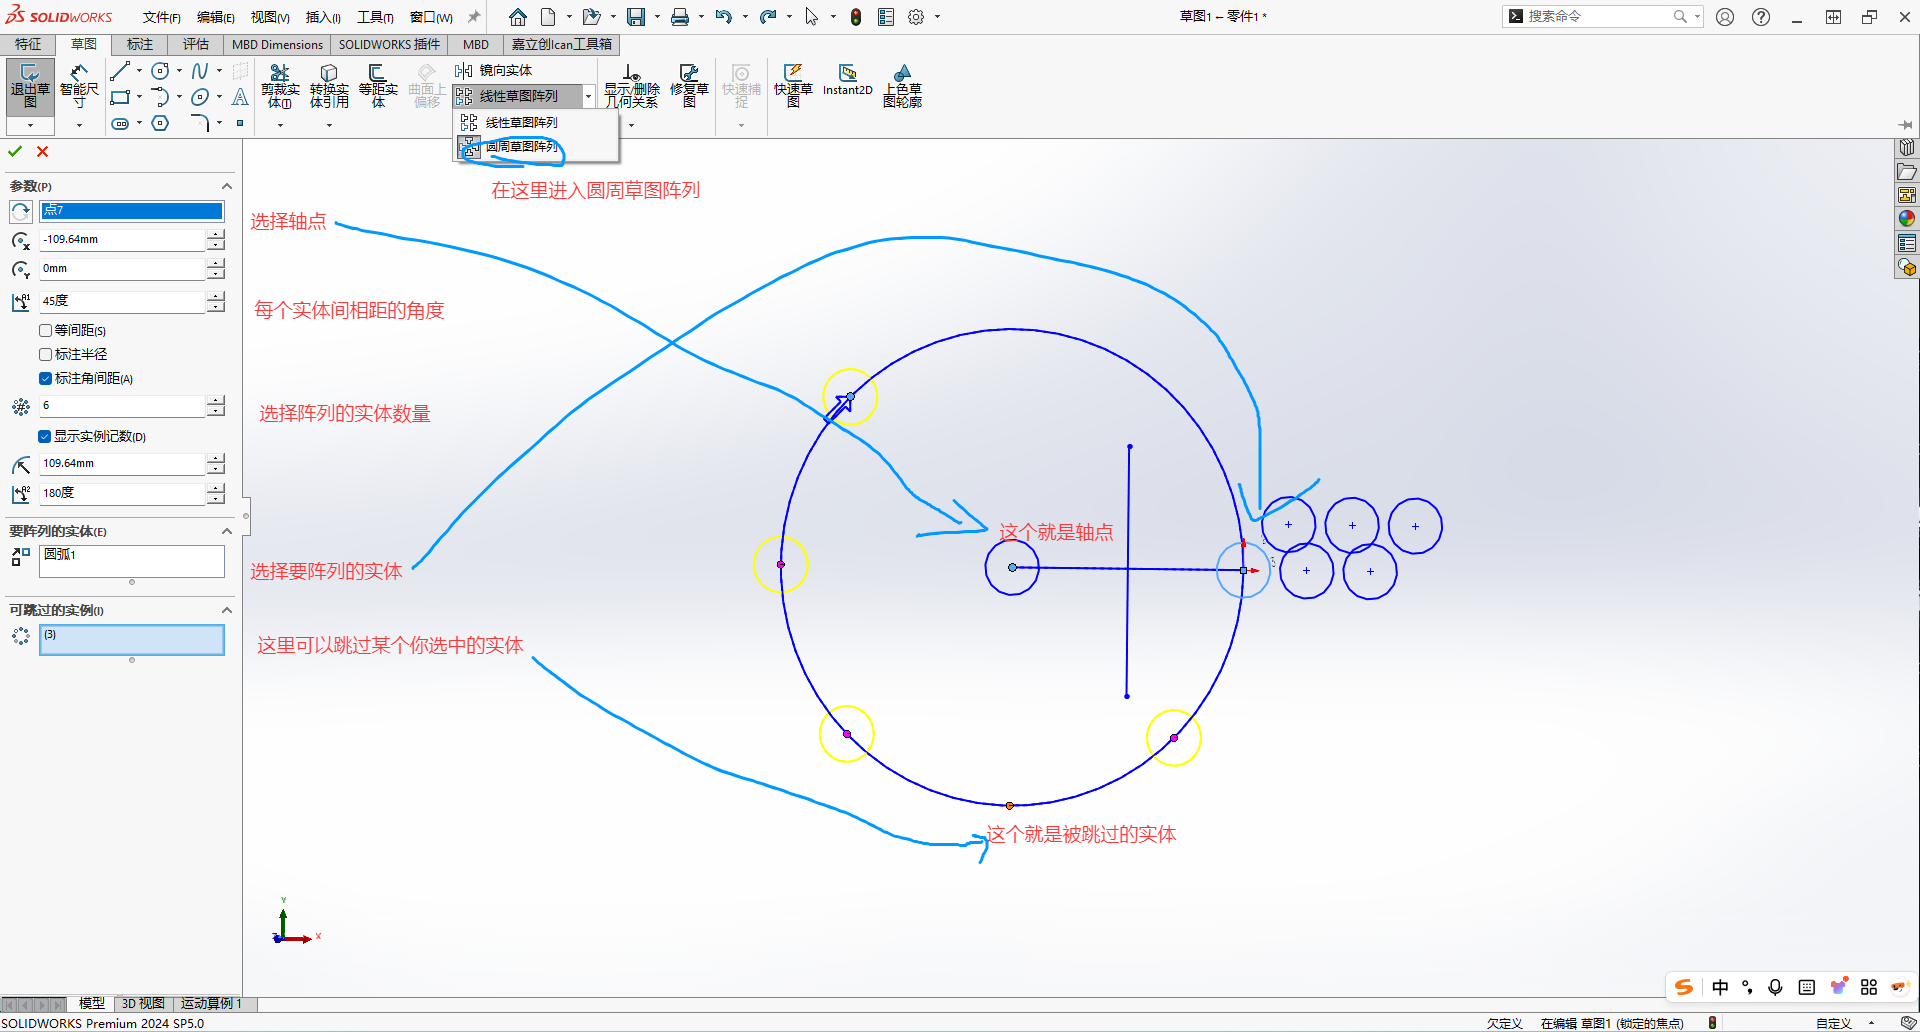 SOLIDWORKS
文件(F) 编辑(E) 视图(V) 插入(I) 工具(T) 窗口(W)
草图1 – 零件1 *
搜索命令
特征 草图 标注 评估 MBD Dimensions SOLIDWORKS 插件 MBD 嘉立创Ican工具箱
退出草图
智能尺寸
剪裁实体(T)
转换实体引用
等距实体
曲面上偏移
镜向实体
线性草图阵列
线性草图阵列
圆周草图阵列
显示/删除几何关系
修复草图
快速捕捉
快速草图
Instant2D
上色草图轮廓
在这里进入圆周草图阵列
参数(P)
点7
选择轴点
-109.64mm
0mm
45度
每个实体间相距的角度
等间距(S)
标注半径
标注角间距(A)
6
选择阵列的实体数量
显示实例记数(D)
109.64mm
180度
要阵列的实体(E)
圆弧1
选择要阵列的实体
这个就是轴点
可跳过的实例(I)
(3)
这里可以跳过某个你选中的实体
这个就是被跳过的实体
Y
X
Z
中
模型 3D 视图 运动算例 1
SOLIDWORKS Premium 2024 SP5.0
欠定义 在编辑 草图1 (锁定的焦点) 自定义